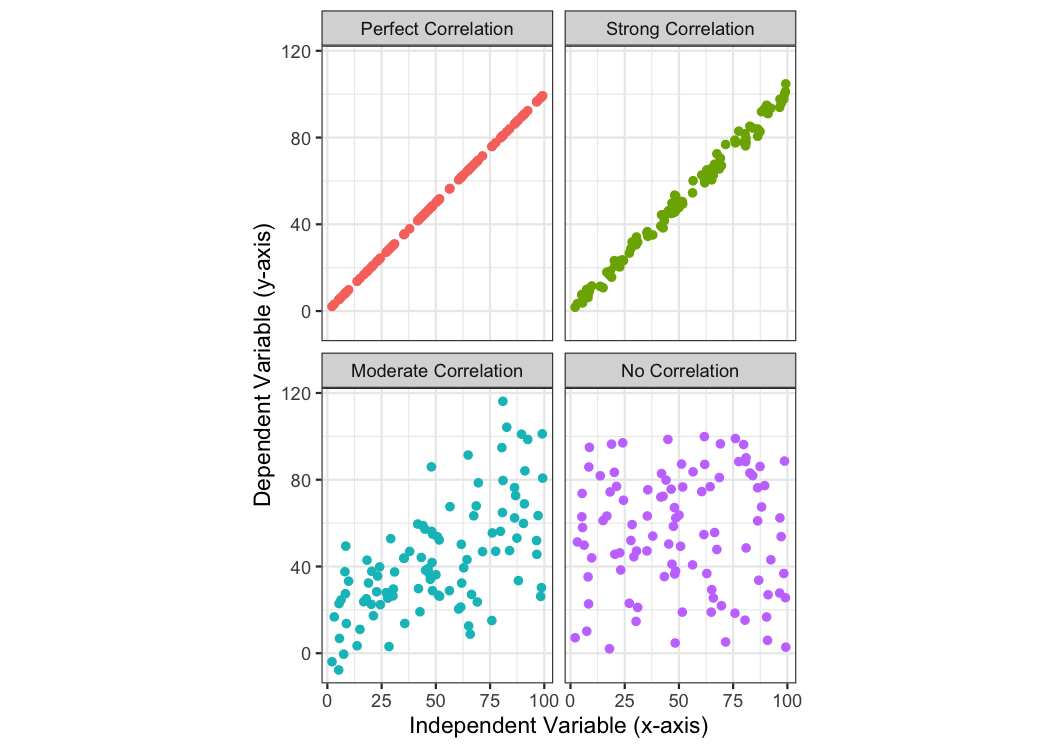 Perfect Correlation
Strong Correlation
120
80
40
0
Moderate Correlation
No Correlation
120
80
40
0
0 25 50 75 100
0 25 50 75 100
Independent Variable (x-axis)
Dependent Variable (y-axis)